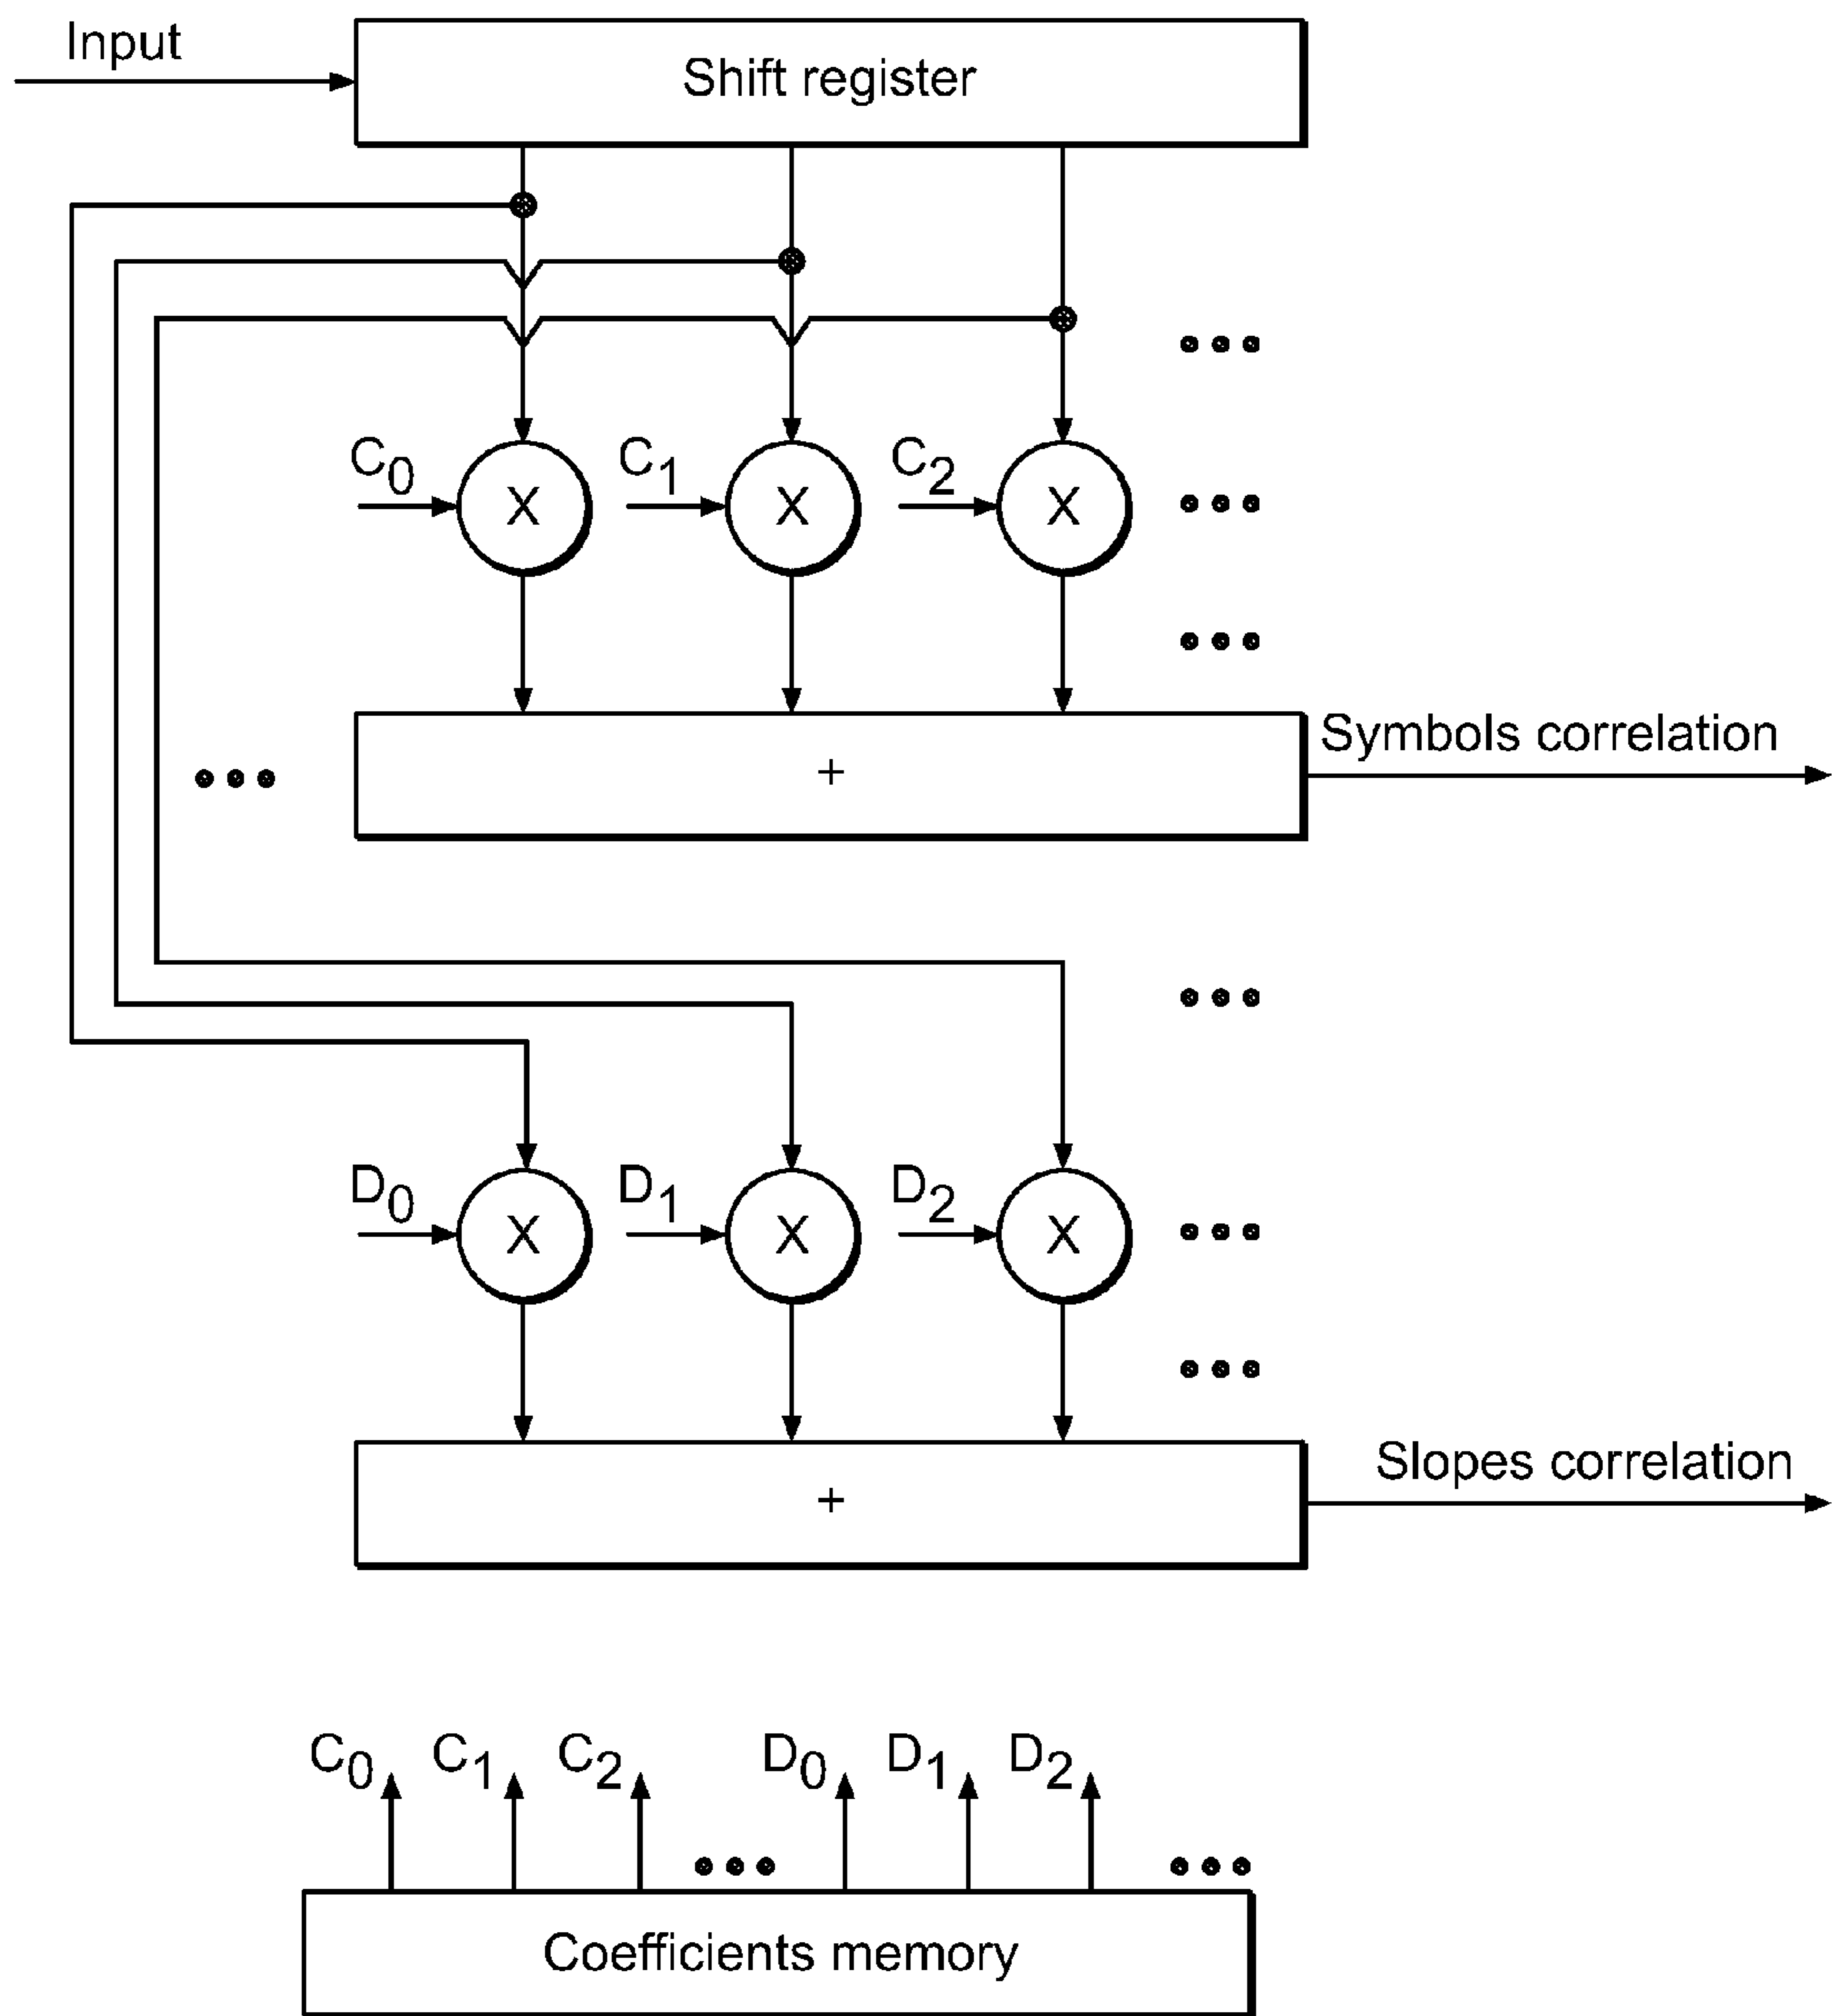 Input
Shift register
C0 C1 C2
X X X
+
Symbols correlation
D0 D1 D2
X X X
+
Slopes correlation
C0 C1 C2 D0 D1 D2
Coefficients memory